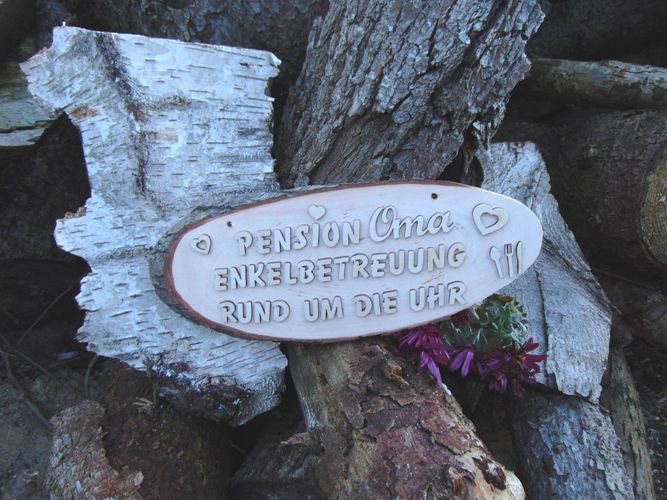 PENSION Oma
ENKELBETREUUNG
RUND UM DIE UHR